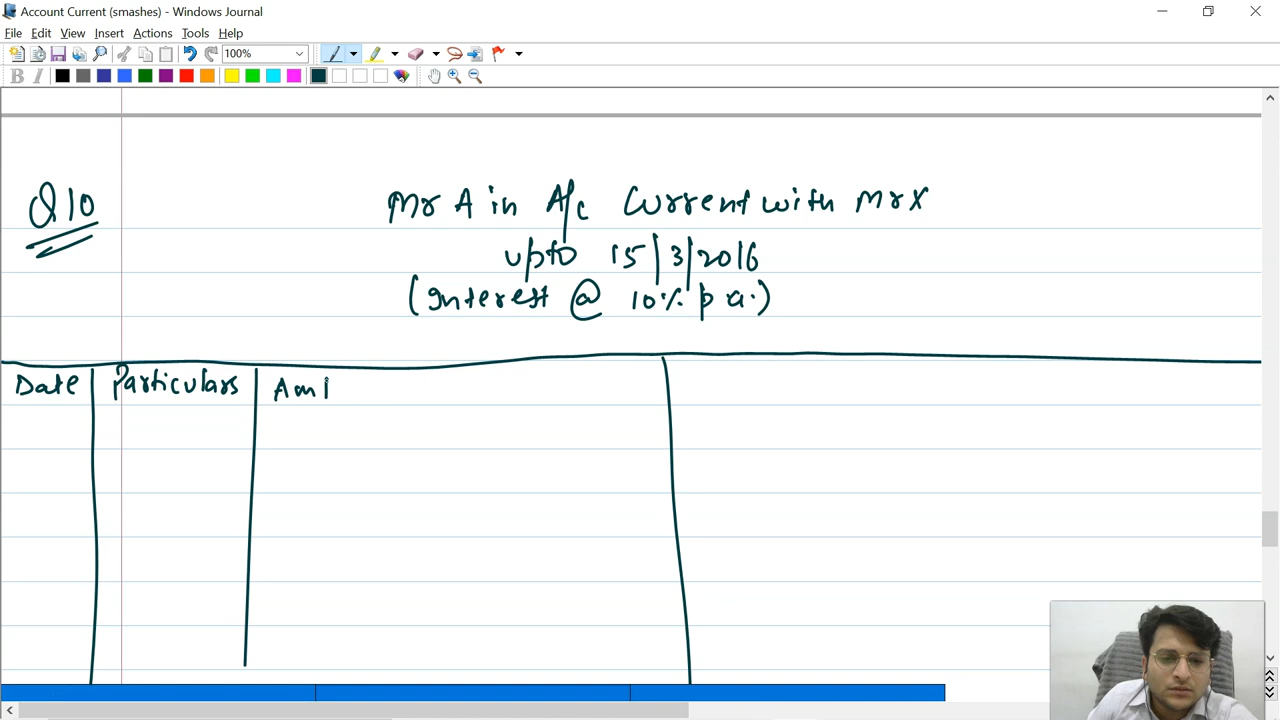 Account Current (smashes) - Windows Journal
File Edit View Insert Actions Tools Help
100%
B I
Q10
Mr A in A/c Current with Mr X
upto 15/3/2016
(Interest @ 10% p a.)
Date Particulars Am